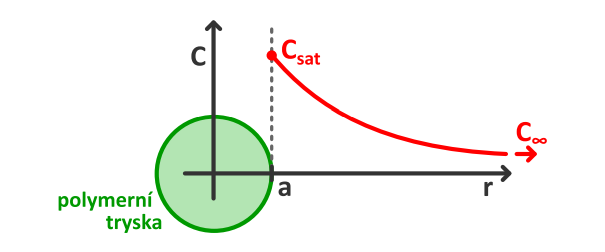 C
C_sat
C_∞
a
r
polymerní
tryska